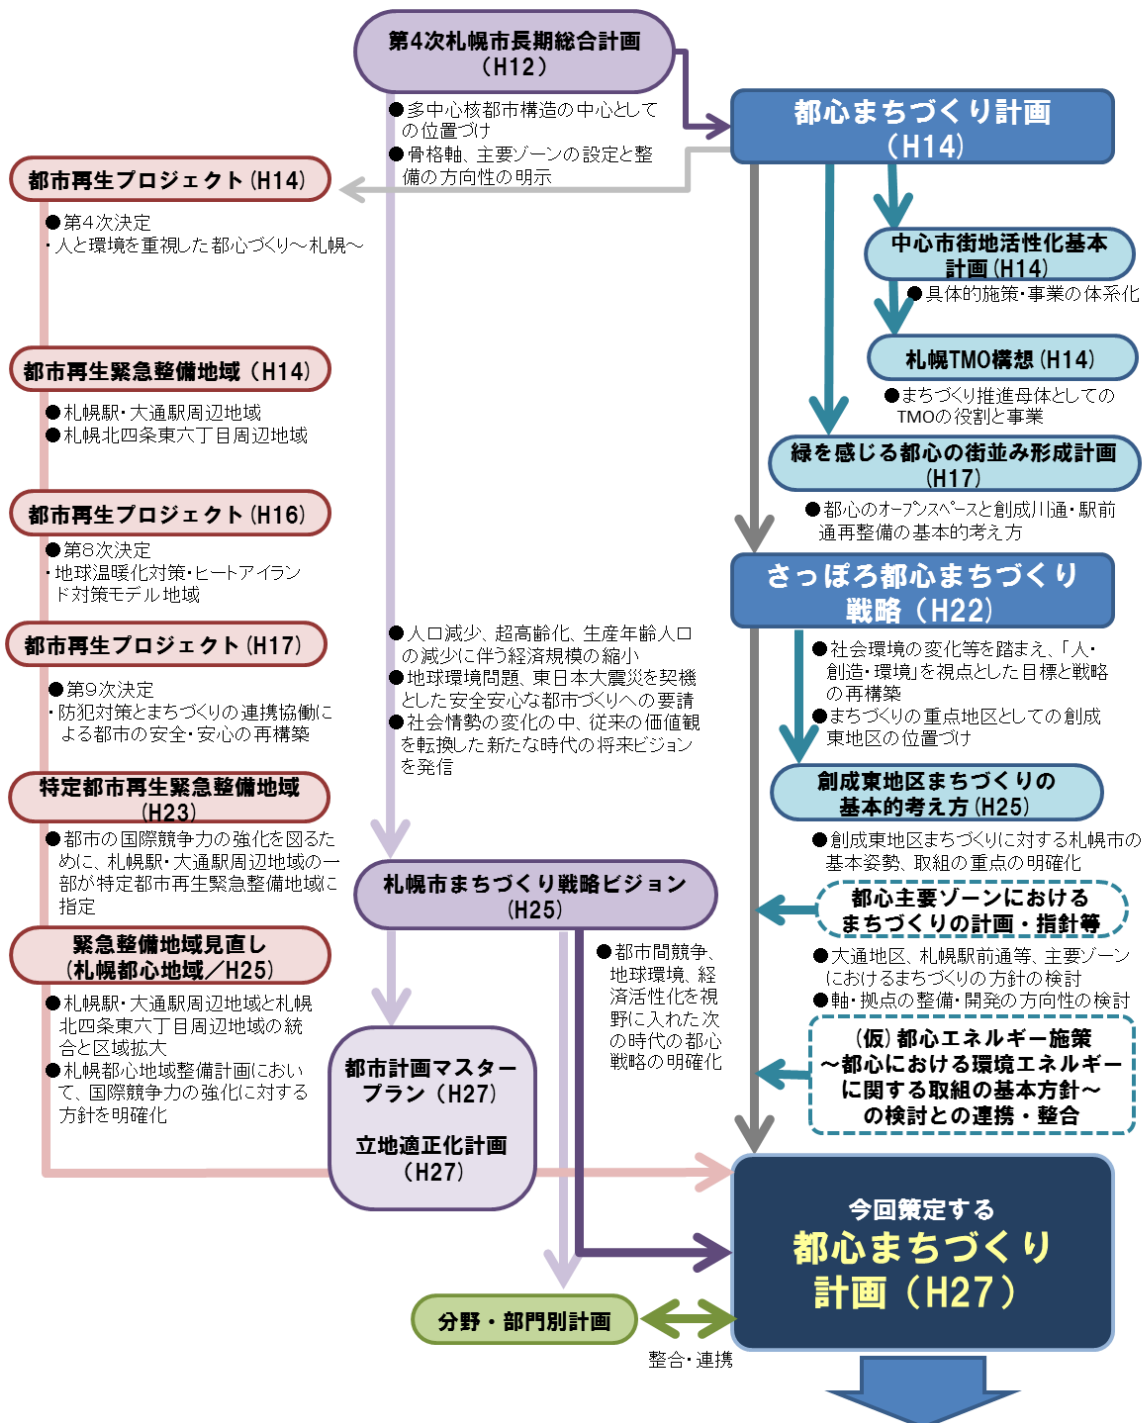 第4次札幌市長期総合計画
（H12）
●多中心核都市構造の中心として
の位置づけ
●骨格軸、主要ゾーンの設定と整
備の方向性の明示
都心まちづくり計画
（H14）
都市再生プロジェクト(H14)
●第4次決定
・人と環境を重視した都心づくり～札幌～
中心市街地活性化基本
計画(H14)
●具体的施策・事業の体系化
札幌TMO構想(H14)
●まちづくり推進母体としての
TMOの役割と事業
都市再生緊急整備地域（H14)
●札幌駅・大通駅周辺地域
●札幌北四条東六丁目周辺地域
緑を感じる都心の街並み形成計画
(H17)
●都心のオープンスペースと創成川通・駅前
通再整備の基本的考え方
都市再生プロジェクト(H16)
●第8次決定
・地球温暖化対策・ヒートアイラン
ド対策モデル地域
さっぽろ都心まちづくり
戦略（H22)
●社会環境の変化等を踏まえ、「人・
創造・環境」を視点とした目標と戦略
の再構築
●まちづくりの重点地区としての創成
東地区の位置づけ
都市再生プロジェクト(H17)
●第9次決定
・防犯対策とまちづくりの連携協働に
よる都市の安全・安心の再構築
●人口減少、超高齢化、生産年齢人口
の減少に伴う経済規模の縮小
●地球環境問題、東日本大震災を契機
とした安全安心な都市づくりへの要請
●社会情勢の変化の中、従来の価値観
を転換した新たな時代の将来ビジョン
を発信
特定都市再生緊急整備地域
(H23)
●都市の国際競争力の強化を図るた
めに、札幌駅・大通駅周辺地域の一
部が特定都市再生緊急整備地域に
指定
創成東地区まちづくりの
基本的考え方(H25)
●創成東地区まちづくりに対する札幌市の
基本姿勢、取組の重点の明確化
札幌市まちづくり戦略ビジョン
(H25)
都心主要ゾーンにおける
まちづくりの計画・指針等
●大通地区、札幌駅前通等、主要ゾーン
におけるまちづくりの方針の検討
●軸・拠点の整備・開発の方向性の検討
緊急整備地域見直し
(札幌都心地域／H25)
●札幌駅・大通駅周辺地域と札幌
北四条東六丁目周辺地域の統
合と区域拡大
●札幌都心地域整備計画におい
て、国際競争力の強化に対する
方針を明確化
●都市間競争、
地球環境、経
済活性化を視
野に入れた次
の時代の都心
戦略の明確化
(仮)都心エネルギー施策
～都心における環境エネルギー
に関する取組の基本方針～
の検討との連携・整合
都市計画マスター
プラン（H27)
立地適正化計画
（H27)
今回策定する
都心まちづくり
計画（H27）
分野・部門別計画
整合・連携